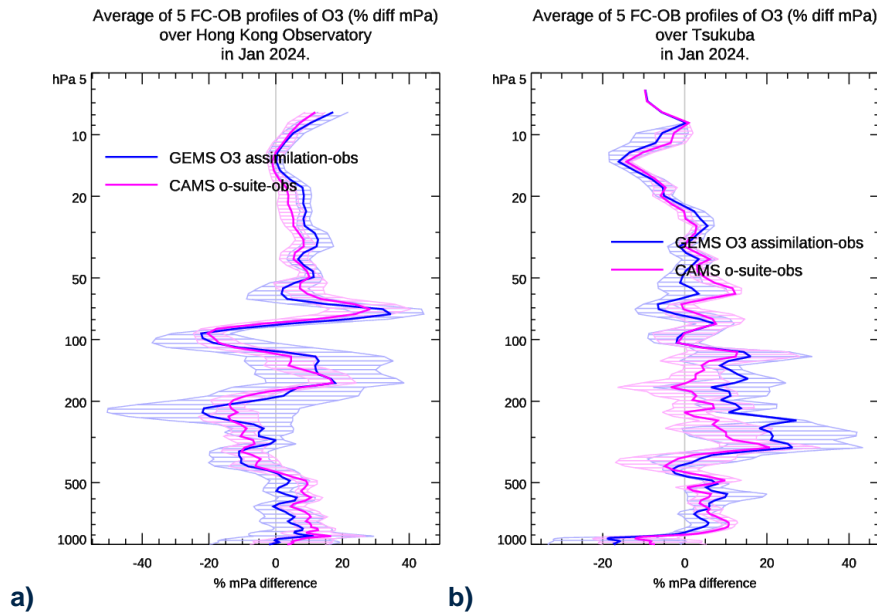 Average of 5 FC-OB profiles of O3 (% diff mPa)
over Hong Kong Observatory
in Jan 2024.
hPa 5
10
20
50
100
200
500
1000
GEMS O3 assimilation-obs
CAMS o-suite-obs
-40 -20 0 20 40
% mPa difference
a)
Average of 5 FC-OB profiles of O3 (% diff mPa)
over Tsukuba
in Jan 2024.
hPa 5
10
20
50
100
200
500
1000
GEMS O3 assimilation-obs
CAMS o-suite-obs
-20 0 20 40
% mPa difference
b)